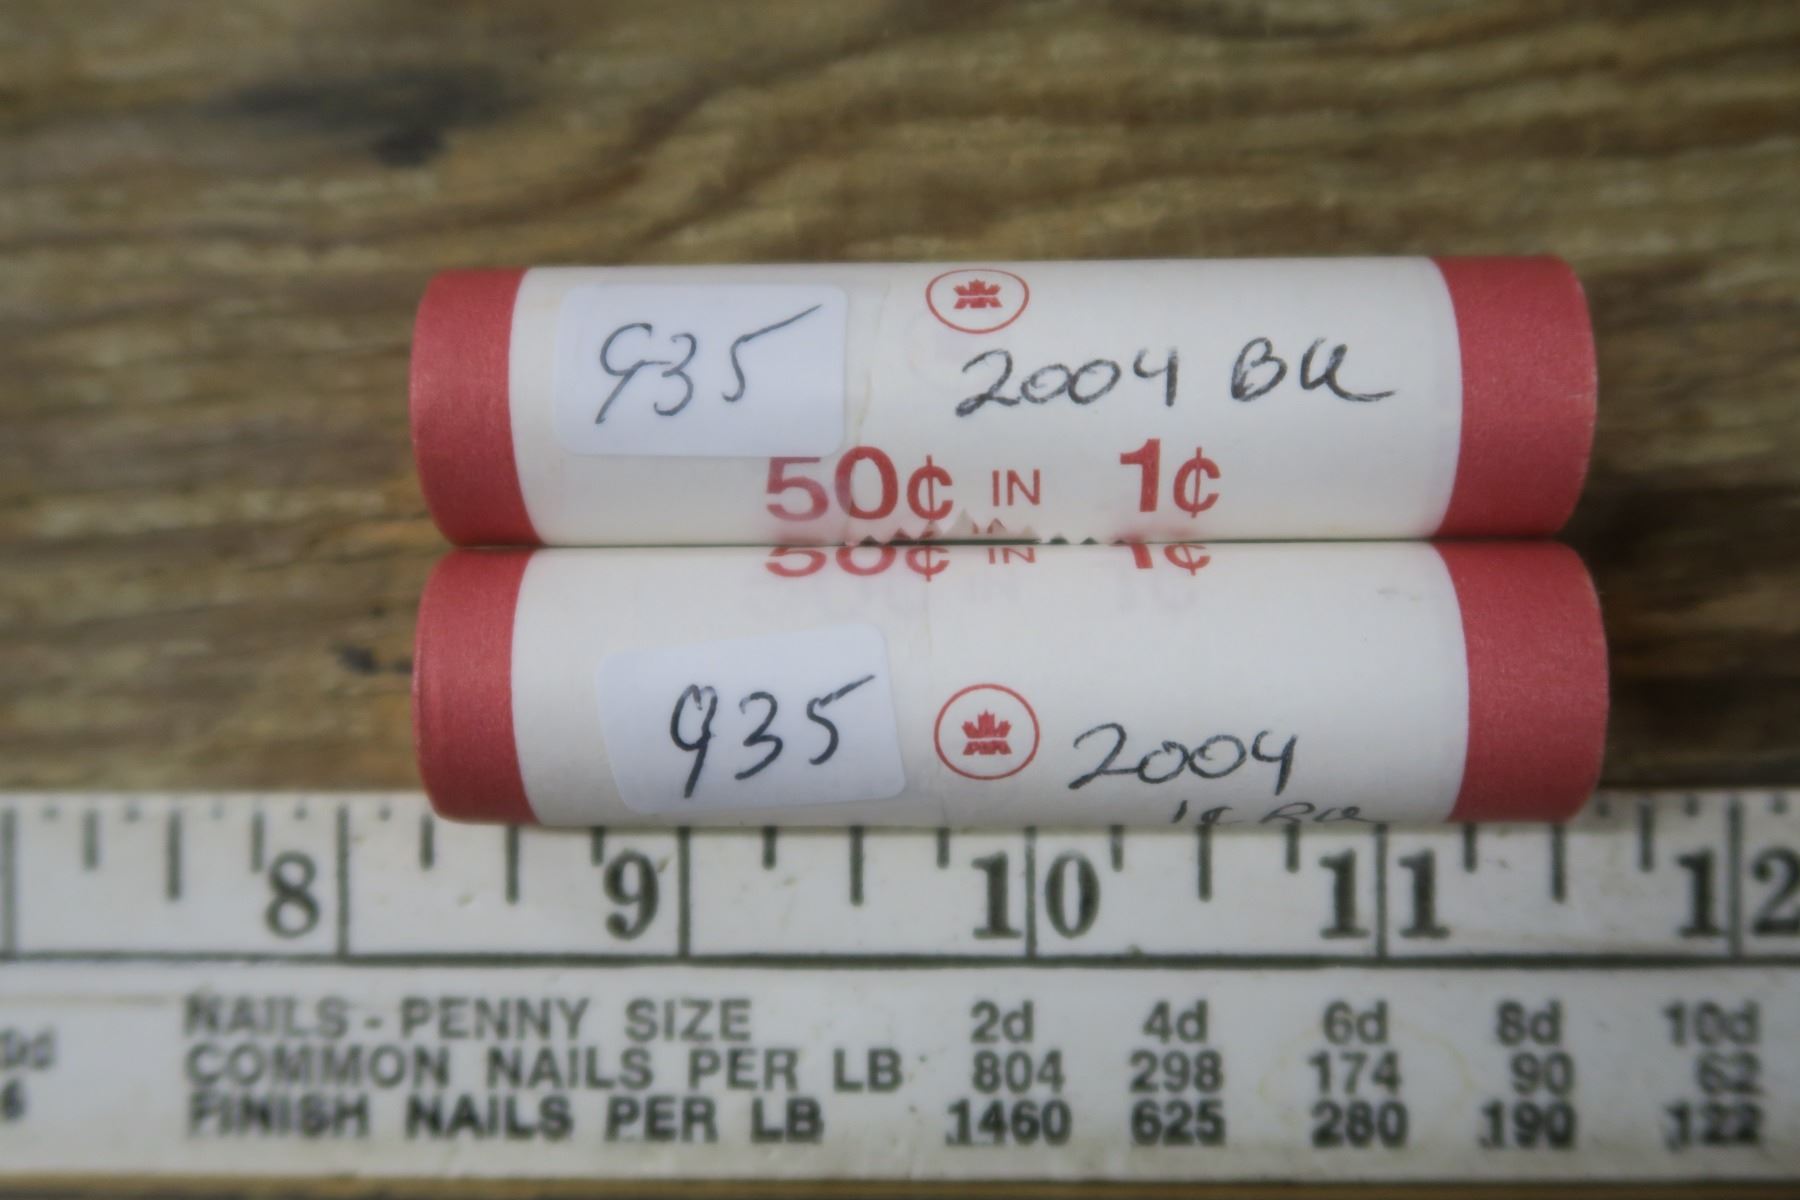 935
2004 BU
50¢ IN 1¢
50¢ IN 1¢
935
2004
1¢ BU
8 9 10 11 12
NAILS - PENNY SIZE 2d 4d 6d 8d 10d
COMMON NAILS PER LB 804 298 174 90
FINISH NAILS PER LB 1460 625 280 190 122